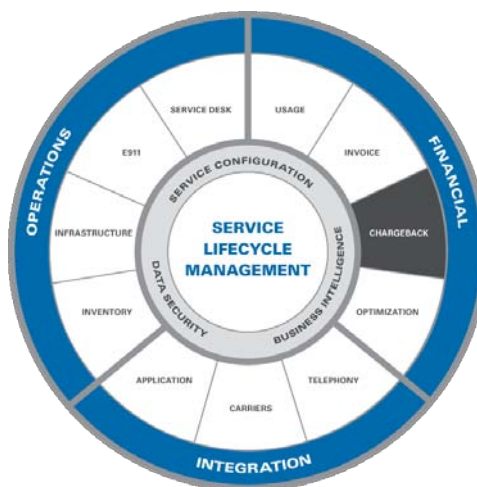 OPERATIONS
FINANCIAL
INTEGRATION
SERVICE DESK
USAGE
E911
INVOICE
INFRASTRUCTURE
CHARGEBACK
INVENTORY
OPTIMIZATION
APPLICATION
CARRIERS
TELEPHONY
SERVICE CONFIGURATION
DATA SECURITY
BUSINESS INTELLIGENCE
SERVICE
LIFECYCLE
MANAGEMENT